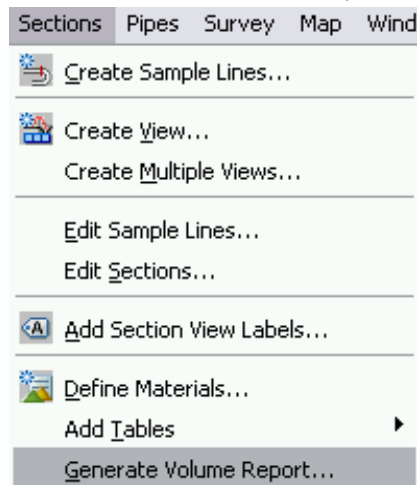 Sections Pipes Survey Map Wind
Create Sample Lines...
Create View...
Create Multiple Views...
Edit Sample Lines...
Edit Sections...
A Add Section View Labels...
Define Materials...
Add Tables
Generate Volume Report...